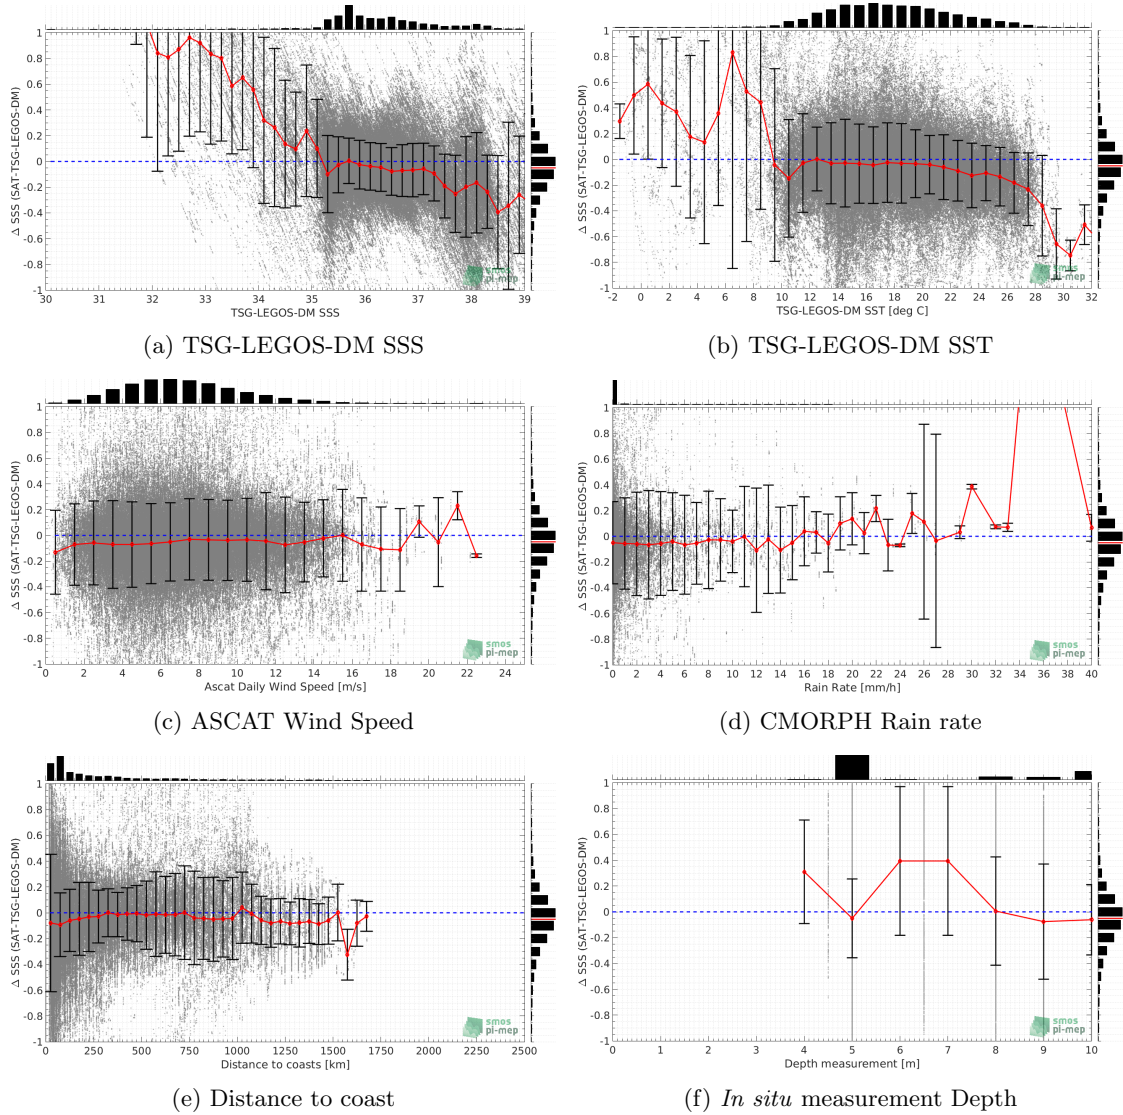 1
0.8
0.6
0.4
0.2
0
-0.2
-0.4
-0.6
-0.8
-1
Δ SSS (SAT-TSG-LEGOS-DM)
30 31 32 33 34 35 36 37 38 39
TSG-LEGOS-DM SSS
smos
pi-mep
(a) TSG-LEGOS-DM SSS
1
0.8
0.6
0.4
0.2
0
-0.2
-0.4
-0.6
-0.8
-1
Δ SSS (SAT-TSG-LEGOS-DM)
-2 0 2 4 6 8 10 12 14 16 18 20 22 24 26 28 30 32
TSG-LEGOS-DM SST [deg C]
smos
pi-mep
(b) TSG-LEGOS-DM SST
1
0.8
0.6
0.4
0.2
0
-0.2
-0.4
-0.6
-0.8
-1
Δ SSS (SAT-TSG-LEGOS-DM)
0 2 4 6 8 10 12 14 16 18 20 22 24
Ascat Daily Wind Speed [m/s]
smos
pi-mep
(c) ASCAT Wind Speed
1
0.8
0.6
0.4
0.2
0
-0.2
-0.4
-0.6
-0.8
-1
Δ SSS (SAT-TSG-LEGOS-DM)
0 2 4 6 8 10 12 14 16 18 20 22 24 26 28 30 32 34 36 38 40
Rain Rate [mm/h]
smos
pi-mep
(d) CMORPH Rain rate
1
0.8
0.6
0.4
0.2
0
-0.2
-0.4
-0.6
-0.8
-1
Δ SSS (SAT-TSG-LEGOS-DM)
0 250 500 750 1000 1250 1500 1750 2000 2250 2500
Distance to coasts [km]
smos
pi-mep
(e) Distance to coast
1
0.8
0.6
0.4
0.2
0
-0.2
-0.4
-0.6
-0.8
-1
Δ SSS (SAT-TSG-LEGOS-DM)
0 1 2 3 4 5 6 7 8 9 10
Depth measurement [m]
smos
pi-mep
(f) In situ measurement Depth